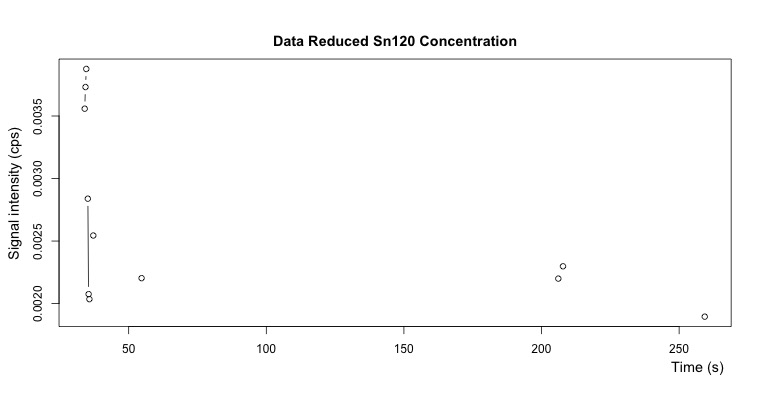 Data Reduced Sn120 Concentration
Signal intensity (cps)
0.0035
0.0030
0.0025
0.0020
50 100 150 200 250
Time (s)